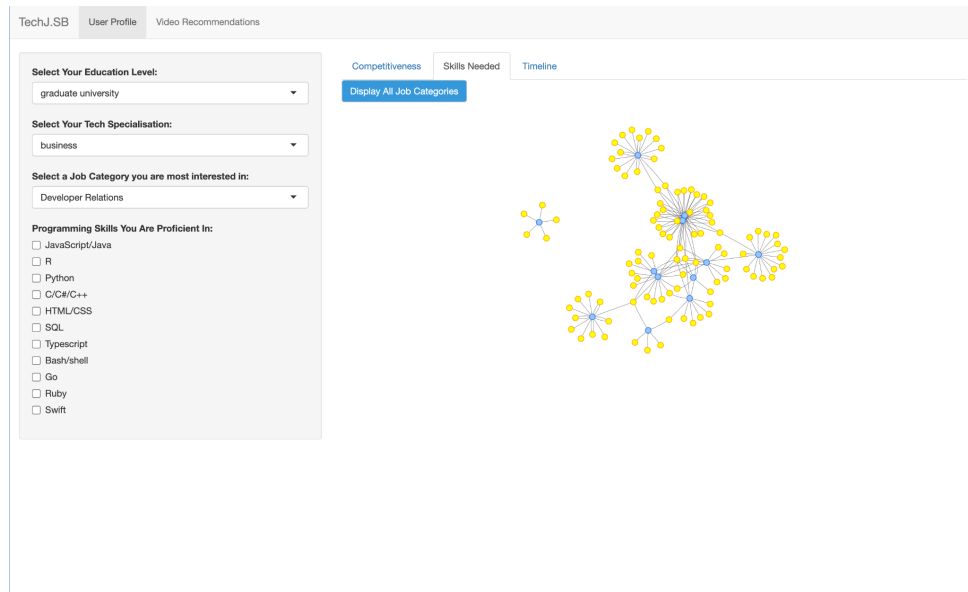 TechJ.SB User Profile Video Recommendations
Select Your Education Level:
graduate university
Select Your Tech Specialisation:
business
Select a Job Category you are most interested in:
Developer Relations
Programming Skills You Are Proficient In:
JavaScript/Java
R
Python
C/C#/C++
HTML/CSS
SQL
Typescript
Bash/shell
Go
Ruby
Swift
Competitiveness Skills Needed Timeline
Display All Job Categories